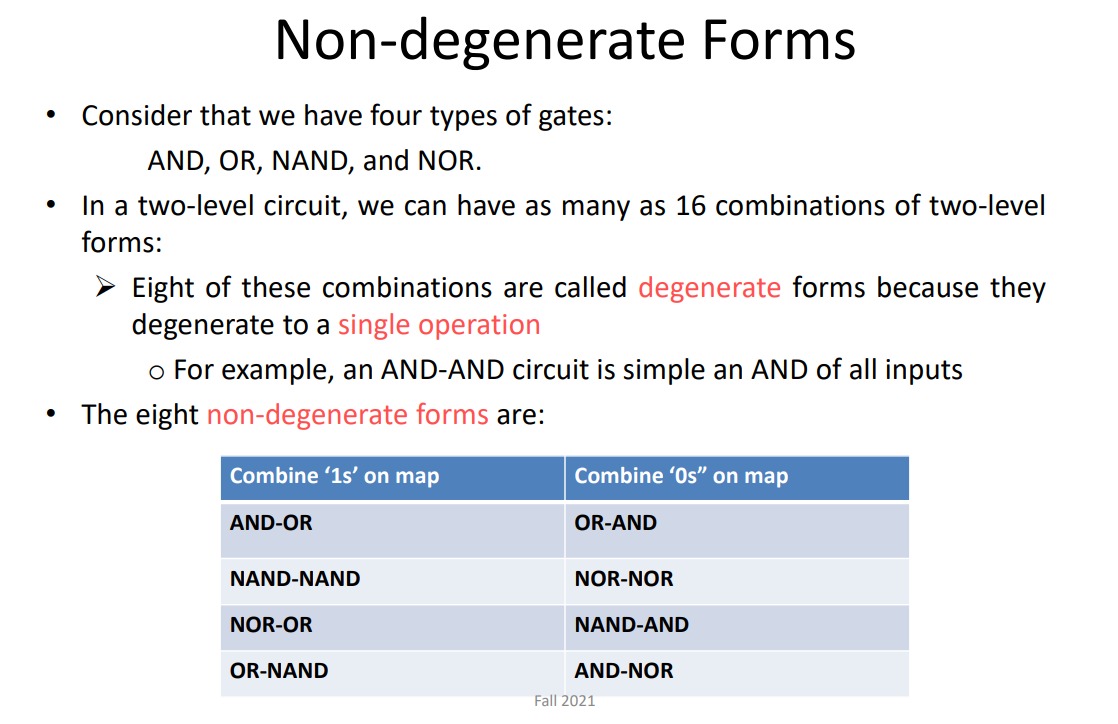 Non-degenerate Forms
• Consider that we have four types of gates:
AND, OR, NAND, and NOR.
• In a two-level circuit, we can have as many as 16 combinations of two-level
forms:
➢ Eight of these combinations are called degenerate forms because they
degenerate to a single operation
o For example, an AND-AND circuit is simple an AND of all inputs
• The eight non-degenerate forms are:
Combine ‘1s’ on map
Combine ‘0s” on map
AND-OR
OR-AND
NAND-NAND
NOR-NOR
NOR-OR
NAND-AND
OR-NAND
AND-NOR
Fall 2021